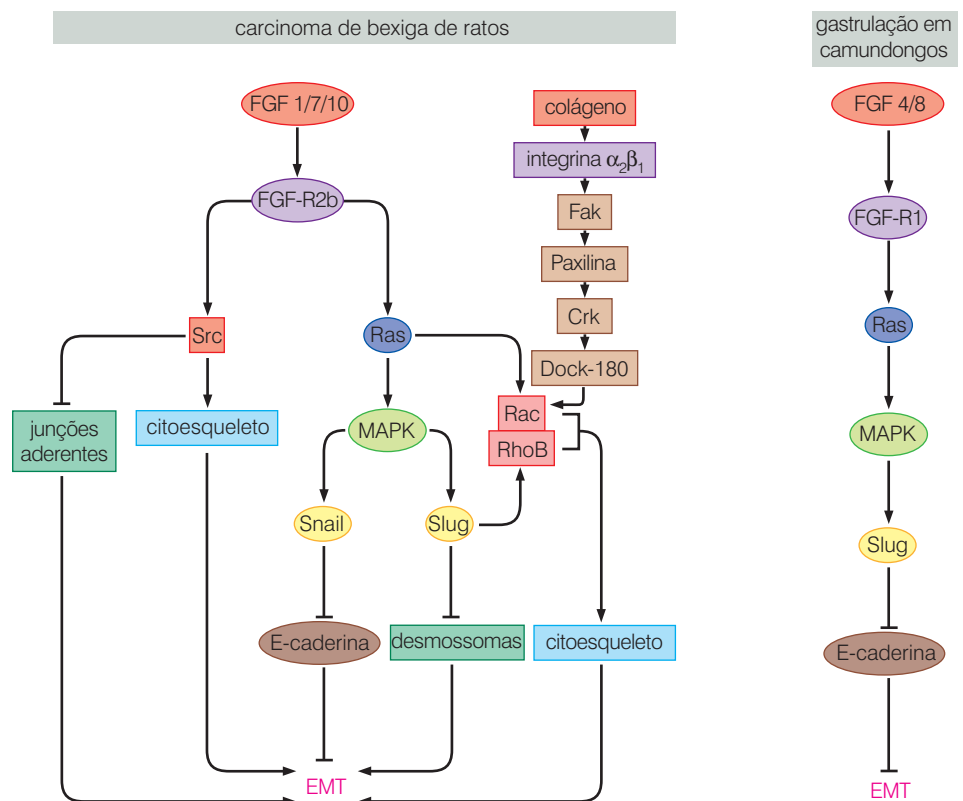 carcinoma de bexiga de ratos
FGF 1/7/10
FGF-R2b
Src
junções
aderentes
citoesqueleto
Ras
MAPK
Snail
Slug
E-caderina
desmossomas
colágeno
integrina α₂β₁
Fak
Paxilina
Crk
Dock-180
Rac
RhoB
citoesqueleto
EMT
gastrulação em
camundongos
FGF 4/8
FGF-R1
Ras
MAPK
Slug
E-caderina
EMT